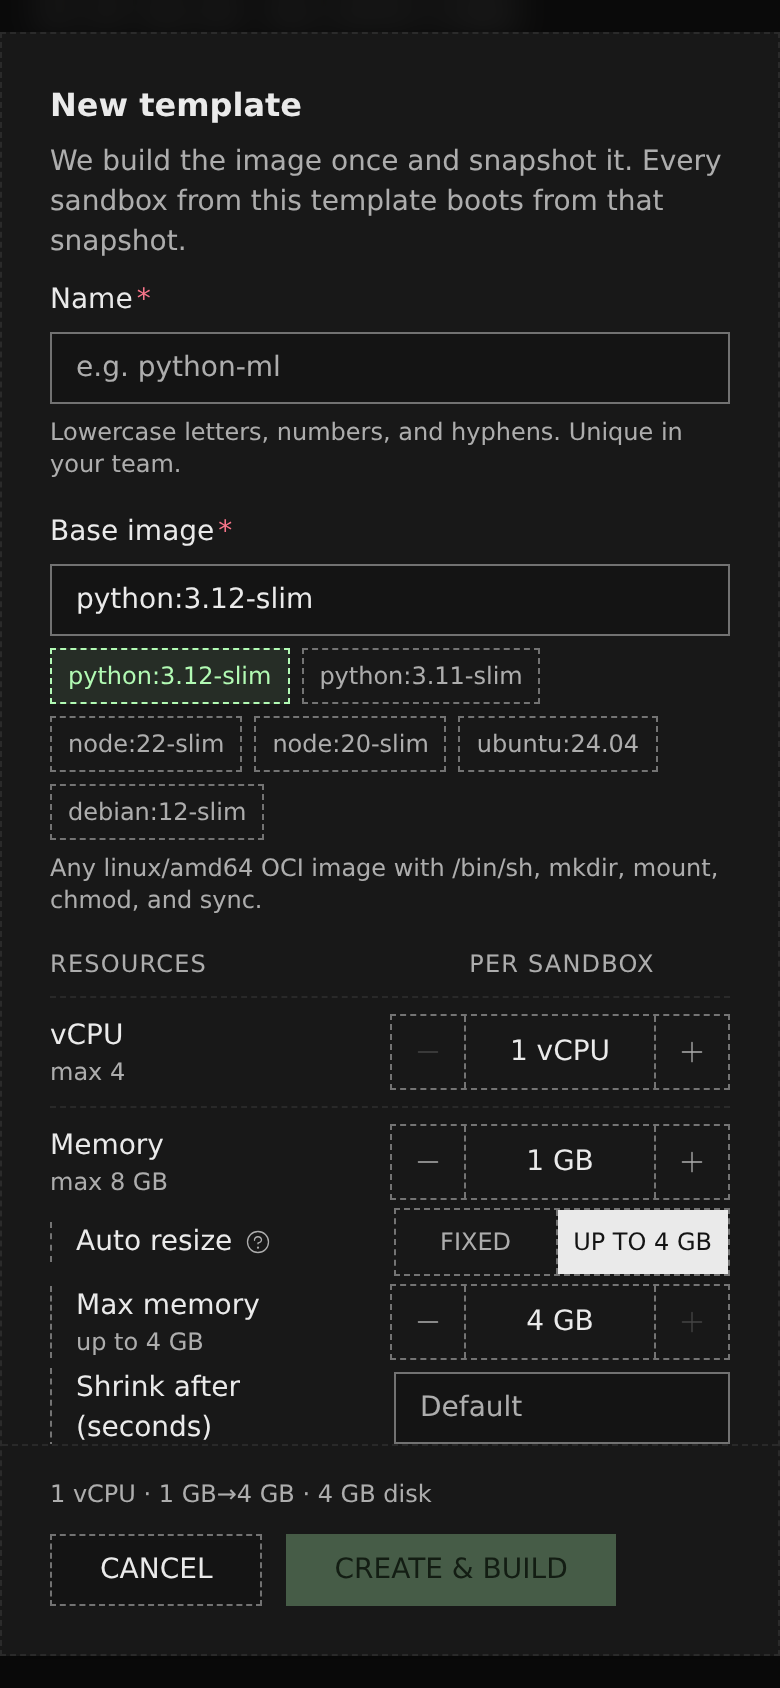 New template
We build the image once and snapshot it. Every
sandbox from this template boots from that
snapshot.
Name*
e.g. python-ml
Lowercase letters, numbers, and hyphens. Unique in
your team.
Base image*
python:3.12-slim
python:3.12-slim python:3.11-slim
node:22-slim node:20-slim ubuntu:24.04
debian:12-slim
Any linux/amd64 OCI image with /bin/sh, mkdir, mount,
chmod, and sync.
RESOURCES PER SANDBOX
vCPU
max 4
− 1 vCPU +
Memory
max 8 GB
− 1 GB +
Auto resize ? FIXED UP TO 4 GB
Max memory
up to 4 GB
− 4 GB +
Shrink after
(seconds)
Default
1 vCPU · 1 GB→4 GB · 4 GB disk
CANCEL CREATE & BUILD